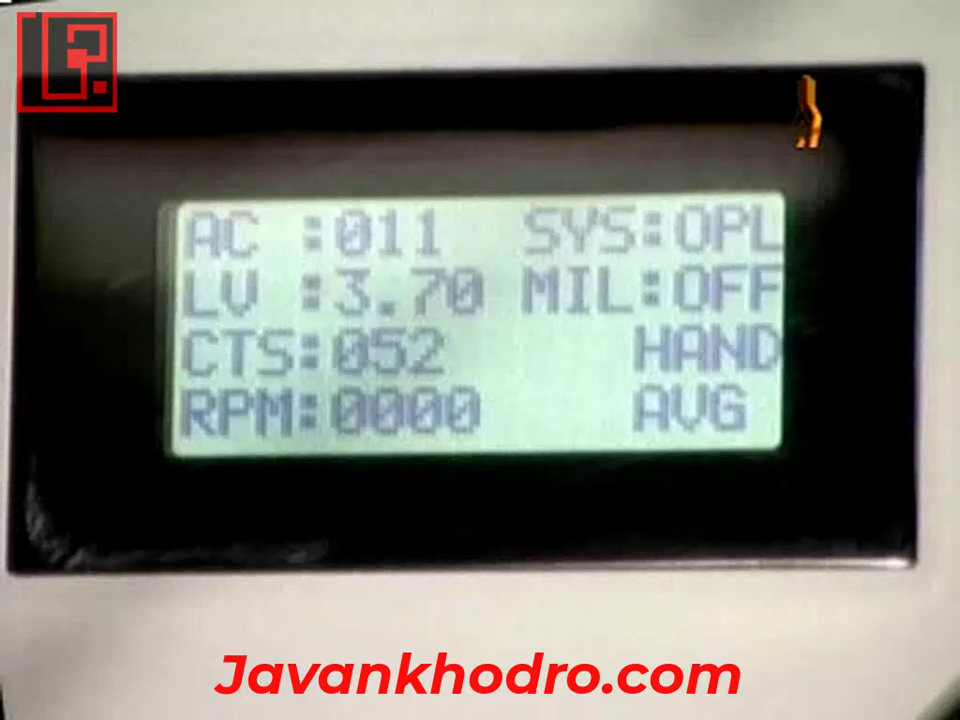 AC :011 SYS:OPL
LV :3.70 MIL:OFF
CTS:052 HAND
RPM:0000 AVG
Javankhodro.com